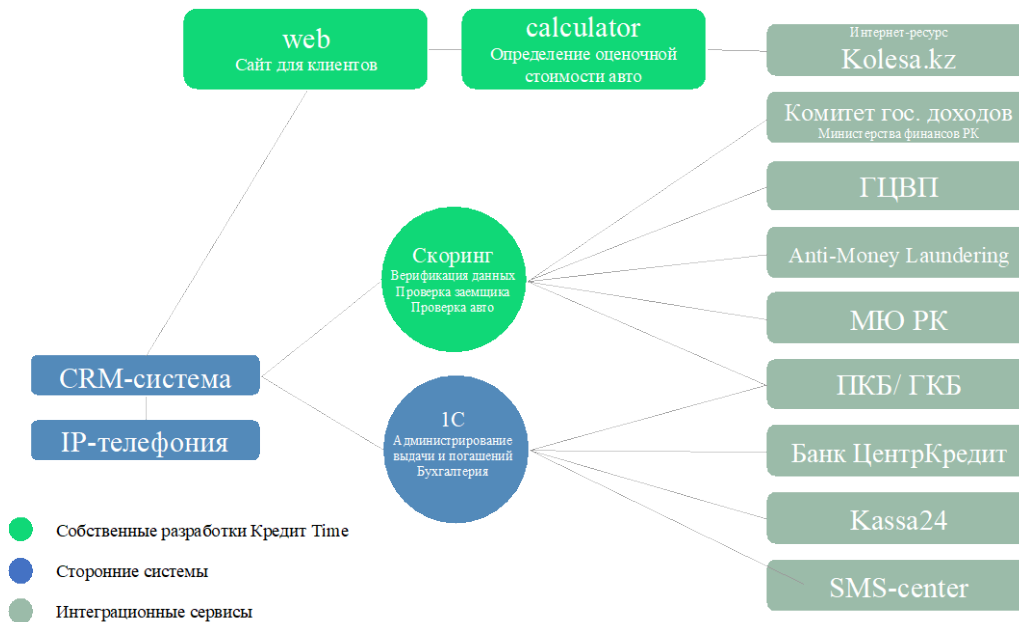 web
Сайт для клиентов
calculator
Определение оценочной
стоимости авто
Интернет-ресурс
Kolesa.kz
Комитет гос. доходов
Министерства финансов РК
ГЦВП
Anti-Money Laundering
МЮ РК
ПКБ/ ГКБ
Банк ЦентрКредит
Kassa24
SMS-center
Скоринг
Верификация данных
Проверка заемщика
Проверка авто
CRM-система
IP-телефония
1С
Администрирование
выдачи и погашений
Бухгалтерия
Собственные разработки Кредит Time
Сторонние системы
Интеграционные сервисы